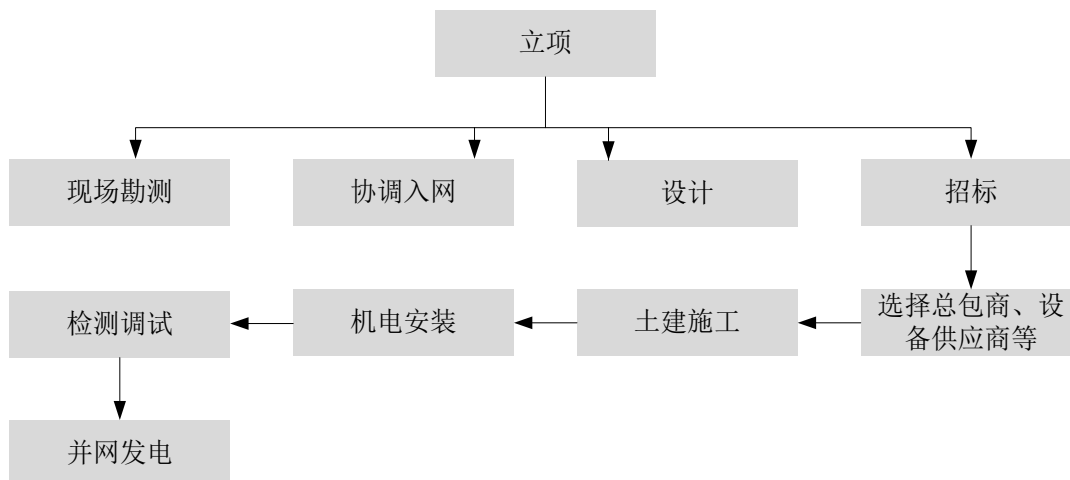 立项
现场勘测
协调入网
设计
招标
检测调试
机电安装
土建施工
选择总包商、设
备供应商等
并网发电